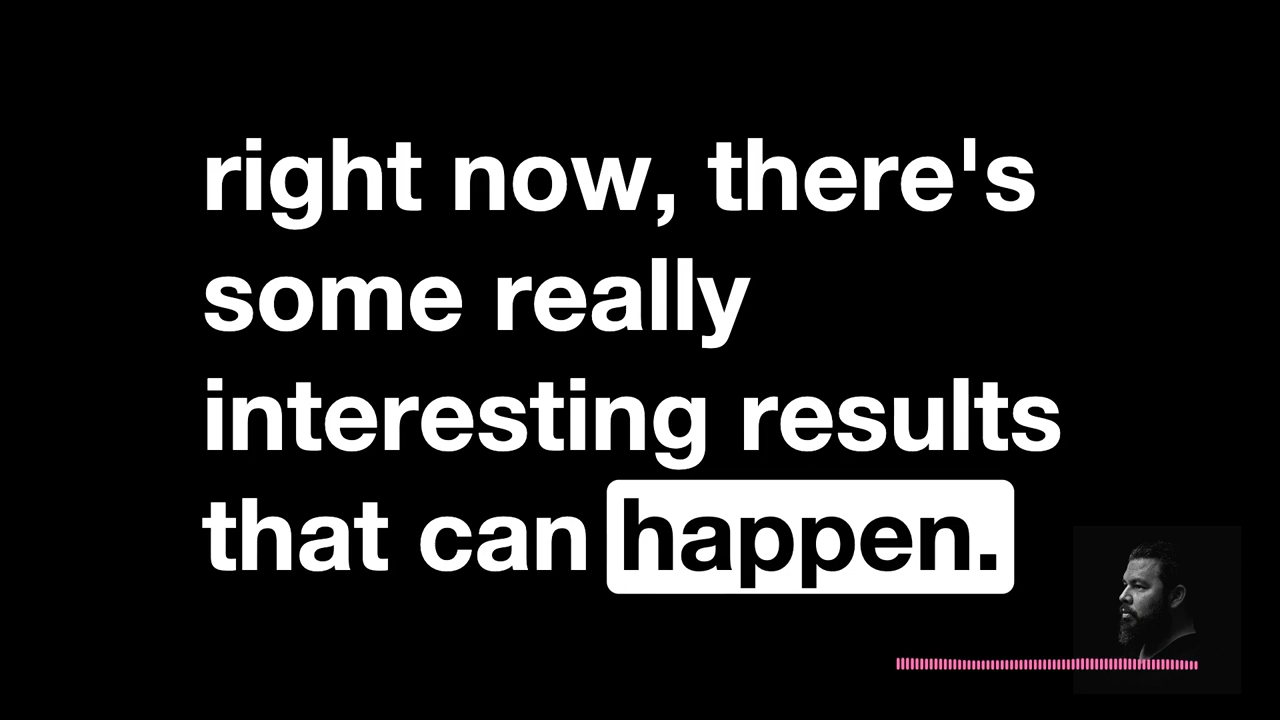 right now, there's
some really
interesting results
that can happen.